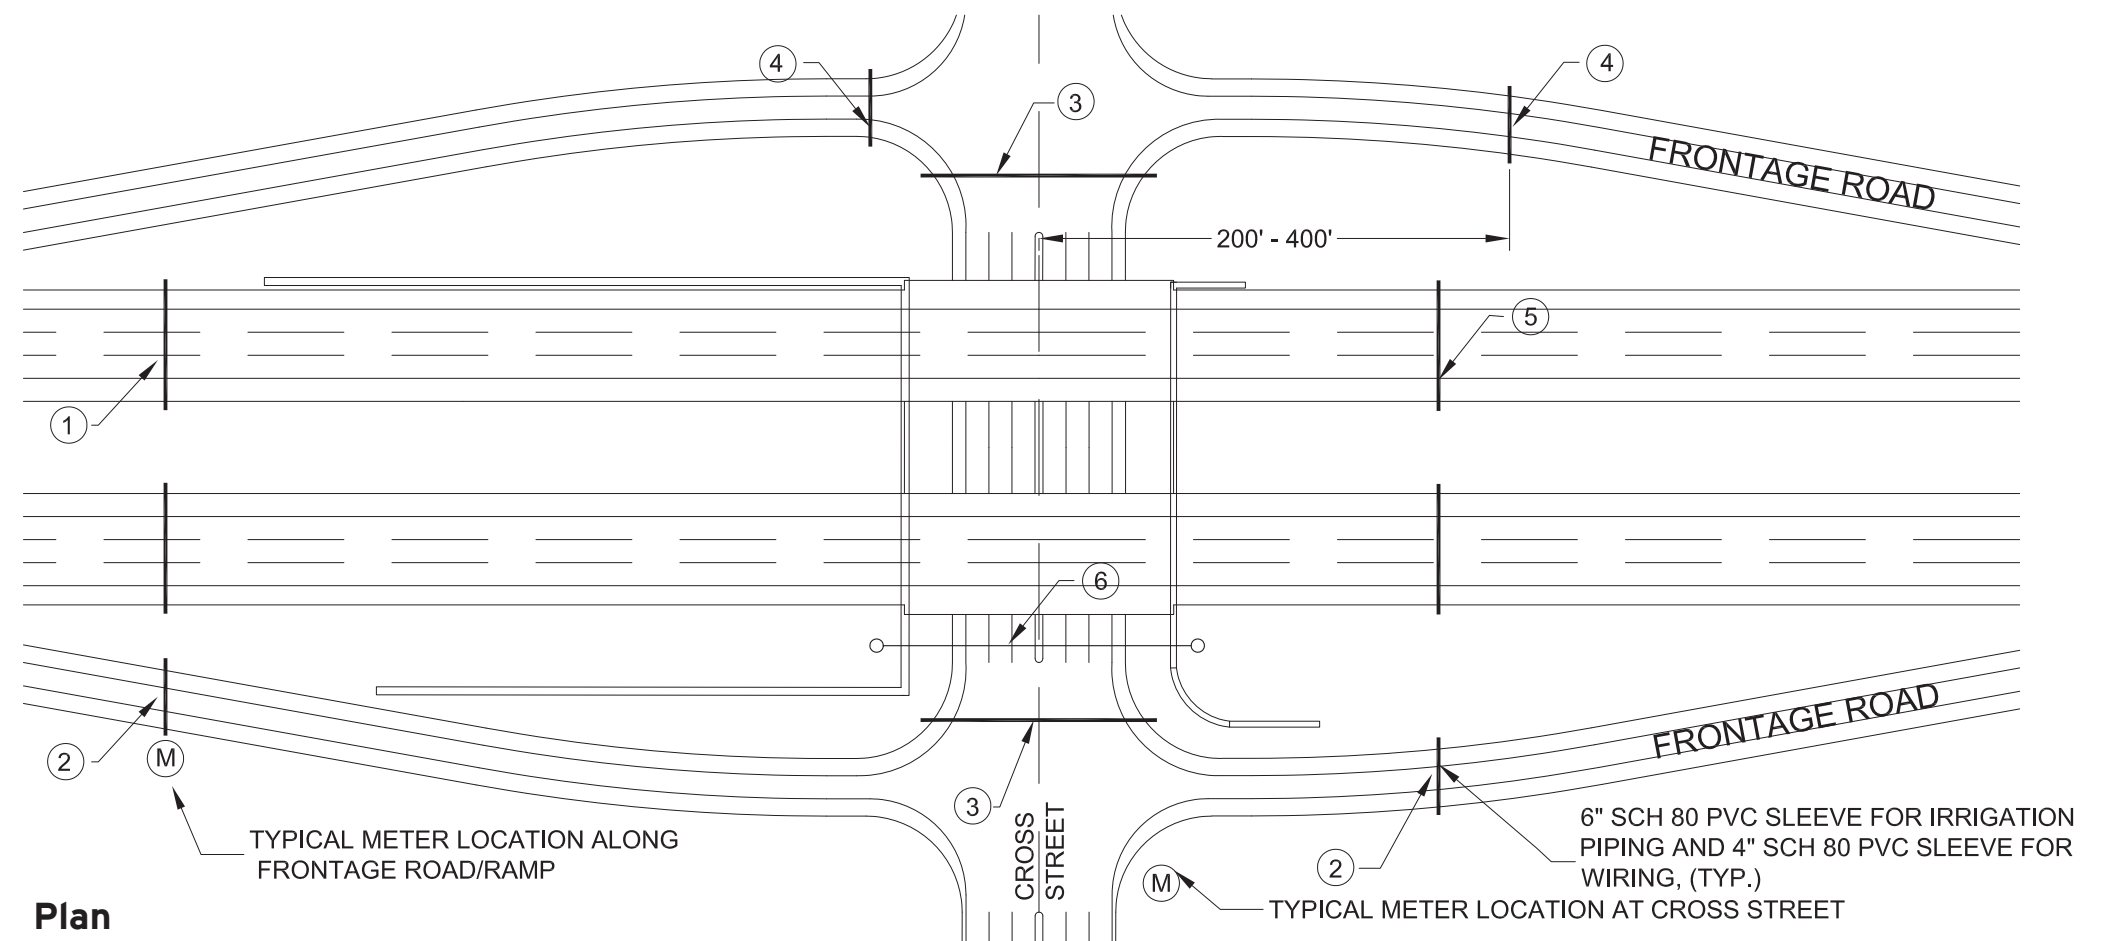 4
4
3
FRONTAGE ROAD
200' - 400'
5
1
6
FRONTAGE ROAD
2
M
3
CROSS
STREET
TYPICAL METER LOCATION ALONG
FRONTAGE ROAD/RAMP
6" SCH 80 PVC SLEEVE FOR IRRIGATION
PIPING AND 4" SCH 80 PVC SLEEVE FOR
WIRING, (TYP.)
2
M
TYPICAL METER LOCATION AT CROSS STREET
Plan